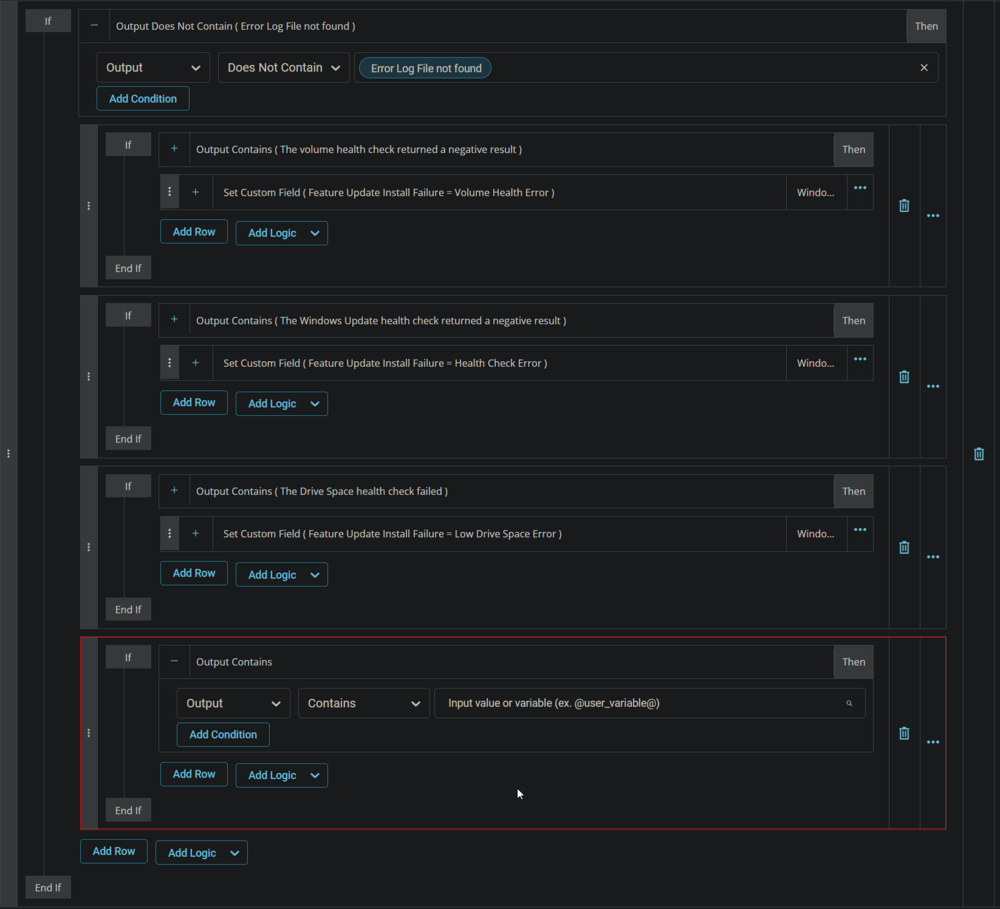 If
Output Does Not Contain ( Error Log File not found )
Then
Output
Does Not Contain
Error Log File not found
Add Condition
If
Output Contains ( The volume health check returned a negative result )
Then
Set Custom Field ( Feature Update Install Failure = Volume Health Error )
Windo...
Add Row
Add Logic
End If
If
Output Contains ( The Windows Update health check returned a negative result )
Then
Set Custom Field ( Feature Update Install Failure = Health Check Error )
Windo...
Add Row
Add Logic
End If
If
Output Contains ( The Drive Space health check failed )
Then
Set Custom Field ( Feature Update Install Failure = Low Drive Space Error )
Windo...
Add Row
Add Logic
End If
If
Output Contains
Then
Output
Contains
Input value or variable (ex. @user_variable@)
Add Condition
Add Row
Add Logic
End If
Add Row
Add Logic
End If